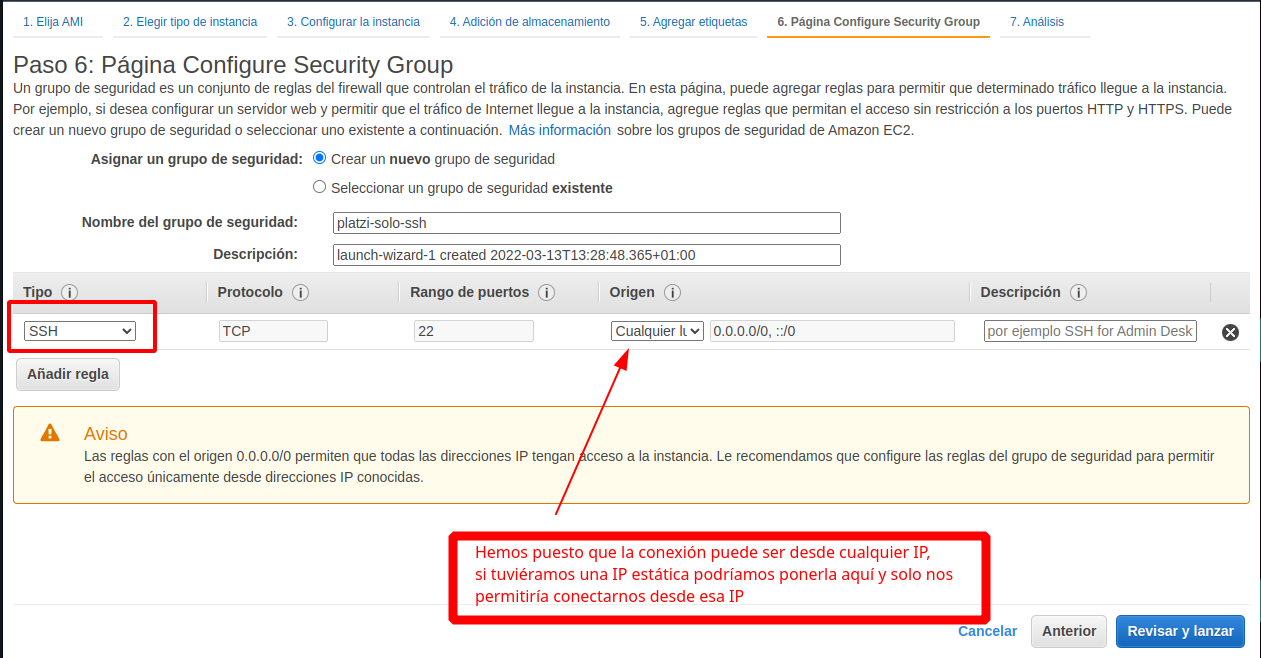 1. Elija AMI 2. Elegir tipo de instancia 3. Configurar la instancia 4. Adición de almacenamiento 5. Agregar etiquetas 6. Página Configure Security Group 7. Análisis
Paso 6: Página Configure Security Group
Un grupo de seguridad es un conjunto de reglas del firewall que controlan el tráfico de la instancia. En esta página, puede agregar reglas para permitir que determinado tráfico llegue a la instancia.
Por ejemplo, si desea configurar un servidor web y permitir que el tráfico de Internet llegue a la instancia, agregue reglas que permitan el acceso sin restricción a los puertos HTTP y HTTPS. Puede
crear un nuevo grupo de seguridad o seleccionar uno existente a continuación. Más información sobre los grupos de seguridad de Amazon EC2.
Asignar un grupo de seguridad: Crear un nuevo grupo de seguridad
Seleccionar un grupo de seguridad existente
Nombre del grupo de seguridad: platzi-solo-ssh
Descripción: launch-wizard-1 created 2022-03-13T13:28:48.365+01:00
Tipo i Protocolo i Rango de puertos i Origen i Descripción i
SSH TCP 22 Cualquier lu 0.0.0.0/0, ::/0 por ejemplo SSH for Admin Desk
Añadir regla
Aviso
Las reglas con el origen 0.0.0.0/0 permiten que todas las direcciones IP tengan acceso a la instancia. Le recomendamos que configure las reglas del grupo de seguridad para permitir
el acceso únicamente desde direcciones IP conocidas.
Hemos puesto que la conexión puede ser desde cualquier IP,
si tuviéramos una IP estática podríamos ponerla aquí y solo nos
permitiría conectarnos desde esa IP
Cancelar Anterior Revisar y lanzar